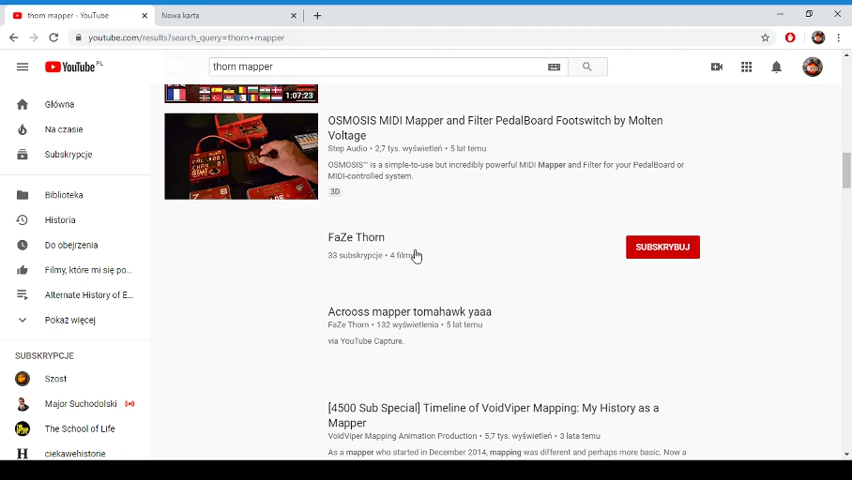 thorn mapper - YouTube
Nowa karta
youtube.com/results?search_query=thorn+mapper
YouTube PL
thorn mapper
Główna
Na czasie
Subskrypcje
Biblioteka
Historia
Do obejrzenia
Filmy, które mi się po...
Alternate History of E...
Pokaż więcej
SUBSKRYPCJE
Szost
Major Suchodolski
The School of Life
ciekawehistorie
1:07:23
OSMOSIS MIDI Mapper and Filter PedalBoard Footswitch by Molten
Voltage
Step Audio • 2,7 tys. wyświetleń • 5 lat temu
OSMOSIS™ is a simple-to-use but incredibly powerful MIDI Mapper and Filter for your PedalBoard or
MIDI-controlled system.
3D
FaZe Thorn
33 subskrypcje • 4 filmy
SUBSKRYBUJ
Acrooss mapper tomahawk yaaa
FaZe Thorn • 132 wyświetlenia • 5 lat temu
via YouTube Capture.
[4500 Sub Special] Timeline of VoidViper Mapping: My History as a
Mapper
VoidViper Mapping Animation Production • 5,7 tys. wyświetleń • 3 lata temu
As a mapper who started in December 2014, mapping was different and perhaps more basic. Now a